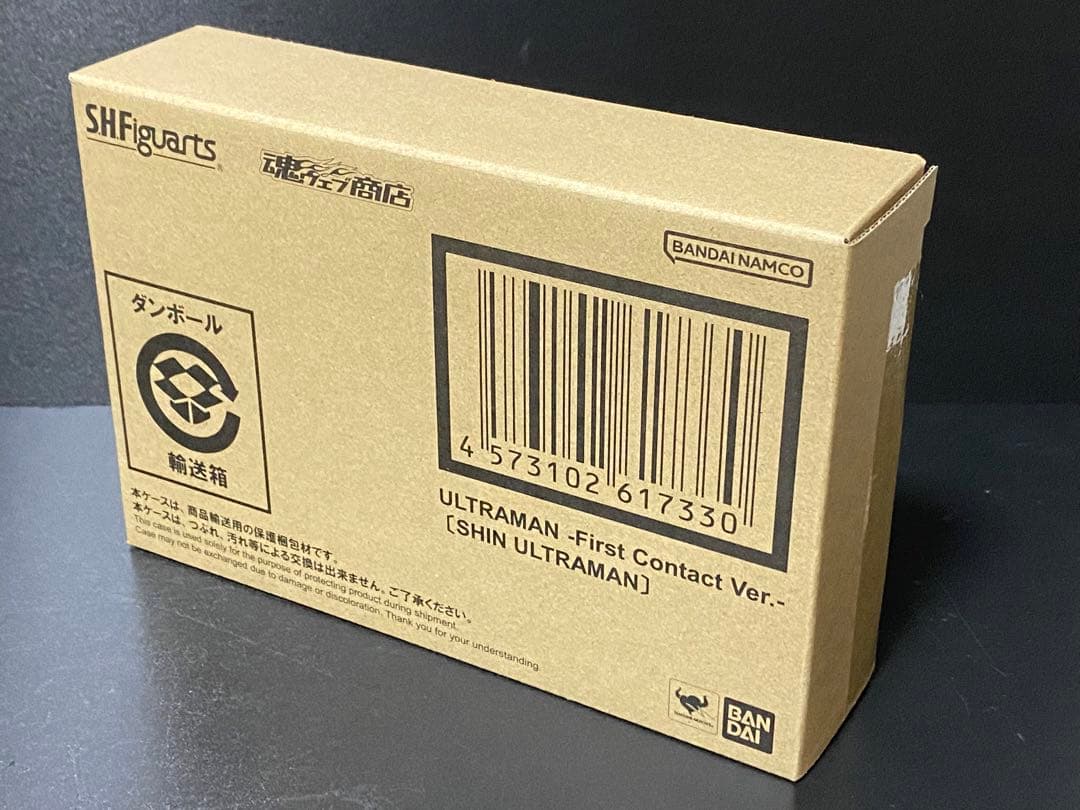 S.H.Figuarts
魂ウェブ商店
BANDAI NAMCO
ダンボール
輸送箱
4 573102 617330
ULTRAMAN -First Contact Ver.-
〔SHIN ULTRAMAN〕
本ケースは、商品輸送用の保護梱包材です。
本ケースは、つぶれ、汚れ等による交換は出来ません。ご了承ください。
This case is used solely for the purpose of protecting product during shipment.
Case may not be exchanged due to damage or discoloration. Thank you for your understanding.
BAN
DAI